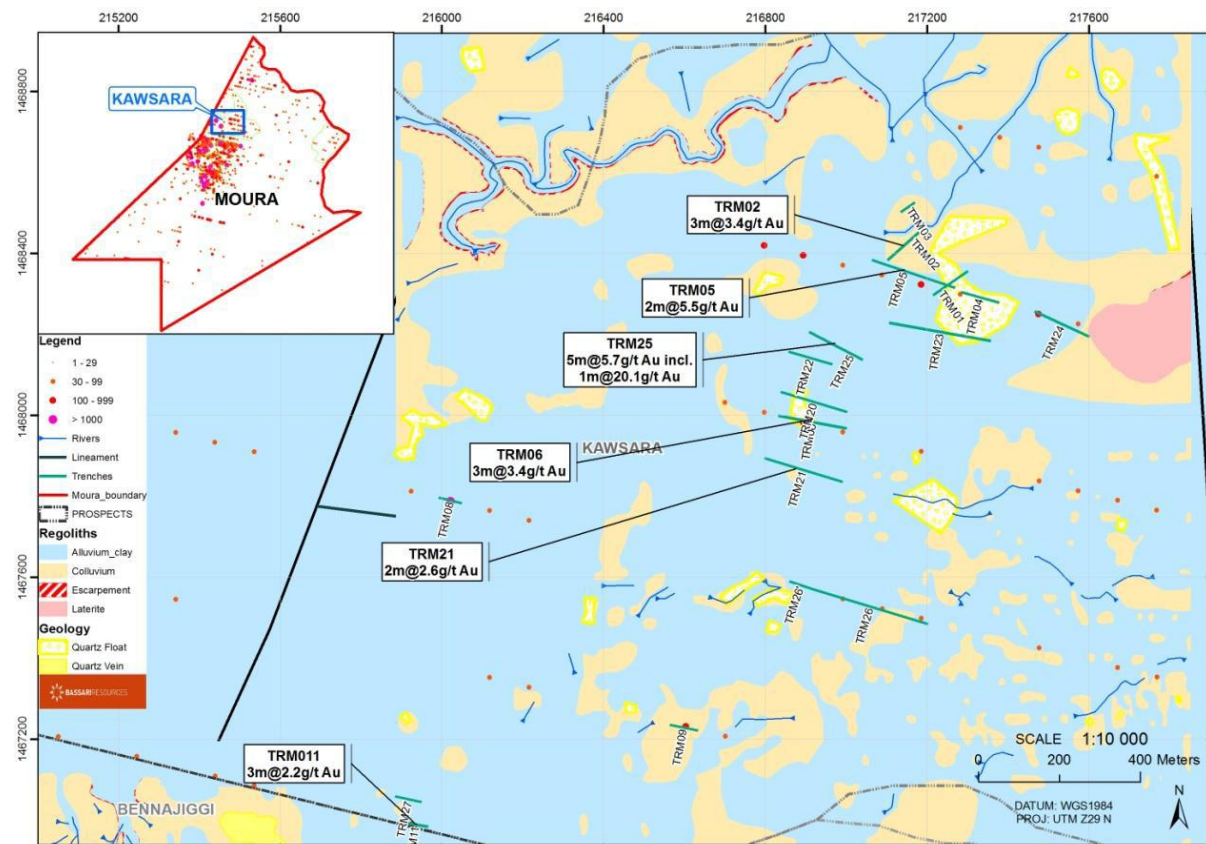 215200
215600
216000
216400
216800
217200
217600
1468800
1468400
1468000
1467600
1467200
KAWSARA
MOURA
TRM02
3m@3.4g/t Au
TRM03
TRM02
TRM05
2m@5.5g/t Au
TRM05
TRM01
TRM04
TRM24
TRM23
TRM25
5m@5.7g/t Au incl.
1m@20.1g/t Au
TRM22
TRM25
TRM20
KAWSARA
TRM06
3m@3.4g/t Au
TRM21
TRM08
TRM21
2m@2.6g/t Au
TRM26
TRM26
TRM09
TRM011
3m@2.2g/t Au
TRM27
BENNAJIGGI
Legend
1 - 29
30 - 99
100 - 999
> 1000
Rivers
Lineament
Trenches
Moura_boundary
PROSPECTS
Regoliths
Alluvium_clay
Colluvium
Escarpement
Laterite
Geology
Quartz Float
Quartz Vein
BASSARI RESOURCES
SCALE 1:10 000
0 200 400 Meters
DATUM: WGS1984
PROJ: UTM Z29 N
N